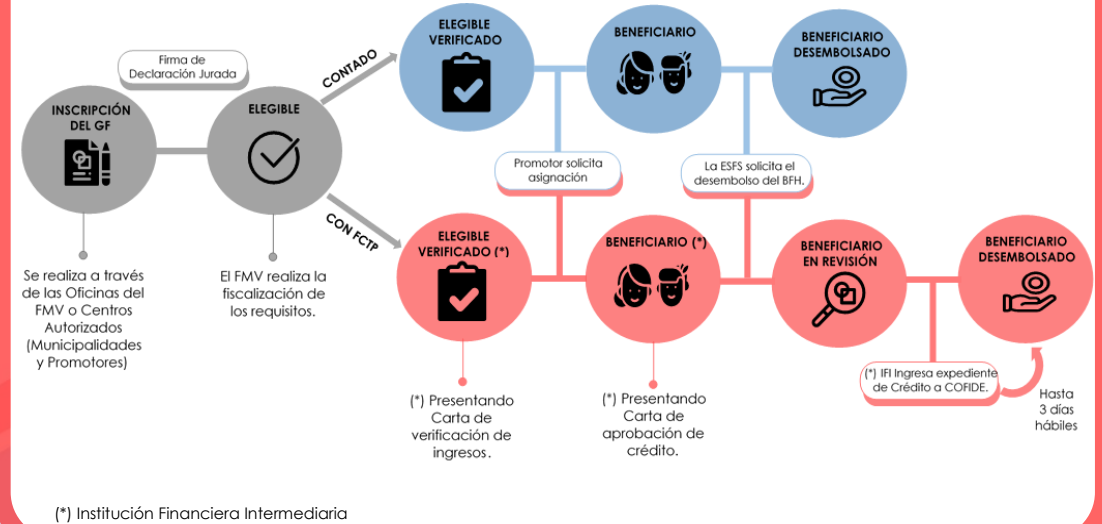 INSCRIPCIÓN
DEL GF
Se realiza a través
de las Oficinas del
FMV o Centros
Autorizados
(Municipalidades
y Promotores)
Firma de
Declaración Jurada
ELEGIBLE
El FMV realiza la
fiscalización de
los requisitos.
CONTADO
ELEGIBLE
VERIFICADO
BENEFICIARIO
BENEFICIARIO
DESEMBOLSADO
Promotor solicita
asignación
La ESFS solicita el
desembolso del BFH.
CON FCTP
ELEGIBLE
VERIFICADO (*)
(*) Presentando
Carta de
verificación de
ingresos.
BENEFICIARIO (*)
(*) Presentando
Carta de
aprobación de
crédito.
BENEFICIARIO
EN REVISIÓN
(*) IFI Ingresa expediente
de Crédito a COFIDE.
BENEFICIARIO
DESEMBOLSADO
Hasta
3 días
hábiles
(*) Institución Financiera Intermediaria